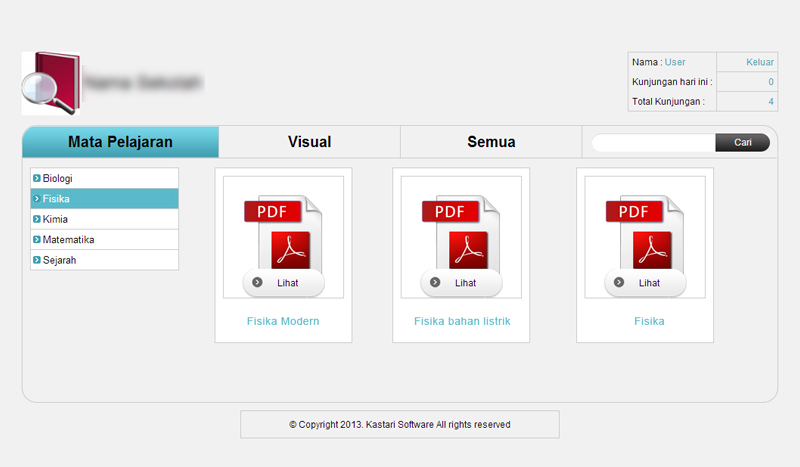 Nama Sekolah
Nama : User Keluar
Kunjungan hari ini : 0
Total Kunjungan : 4
Mata Pelajaran Visual Semua Cari
Biologi
Fisika
Kimia
Matematika
Sejarah
PDF PDF PDF
Lihat Lihat Lihat
Fisika Modern Fisika bahan listrik Fisika
© Copyright 2013. Kastari Software All rights reserved